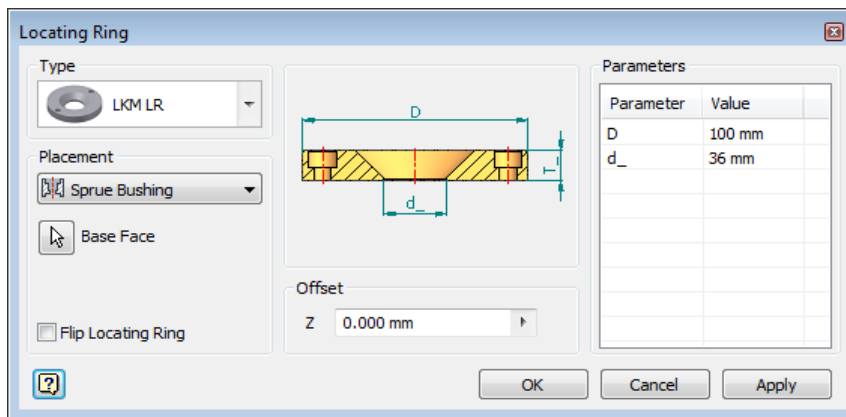 Locating Ring
Type
LKM LR
Placement
Sprue Bushing
Base Face
Flip Locating Ring
D
d_
T_
Offset
Z 0.000 mm
Parameters
Parameter Value
D 100 mm
d_ 36 mm
OK Cancel Apply